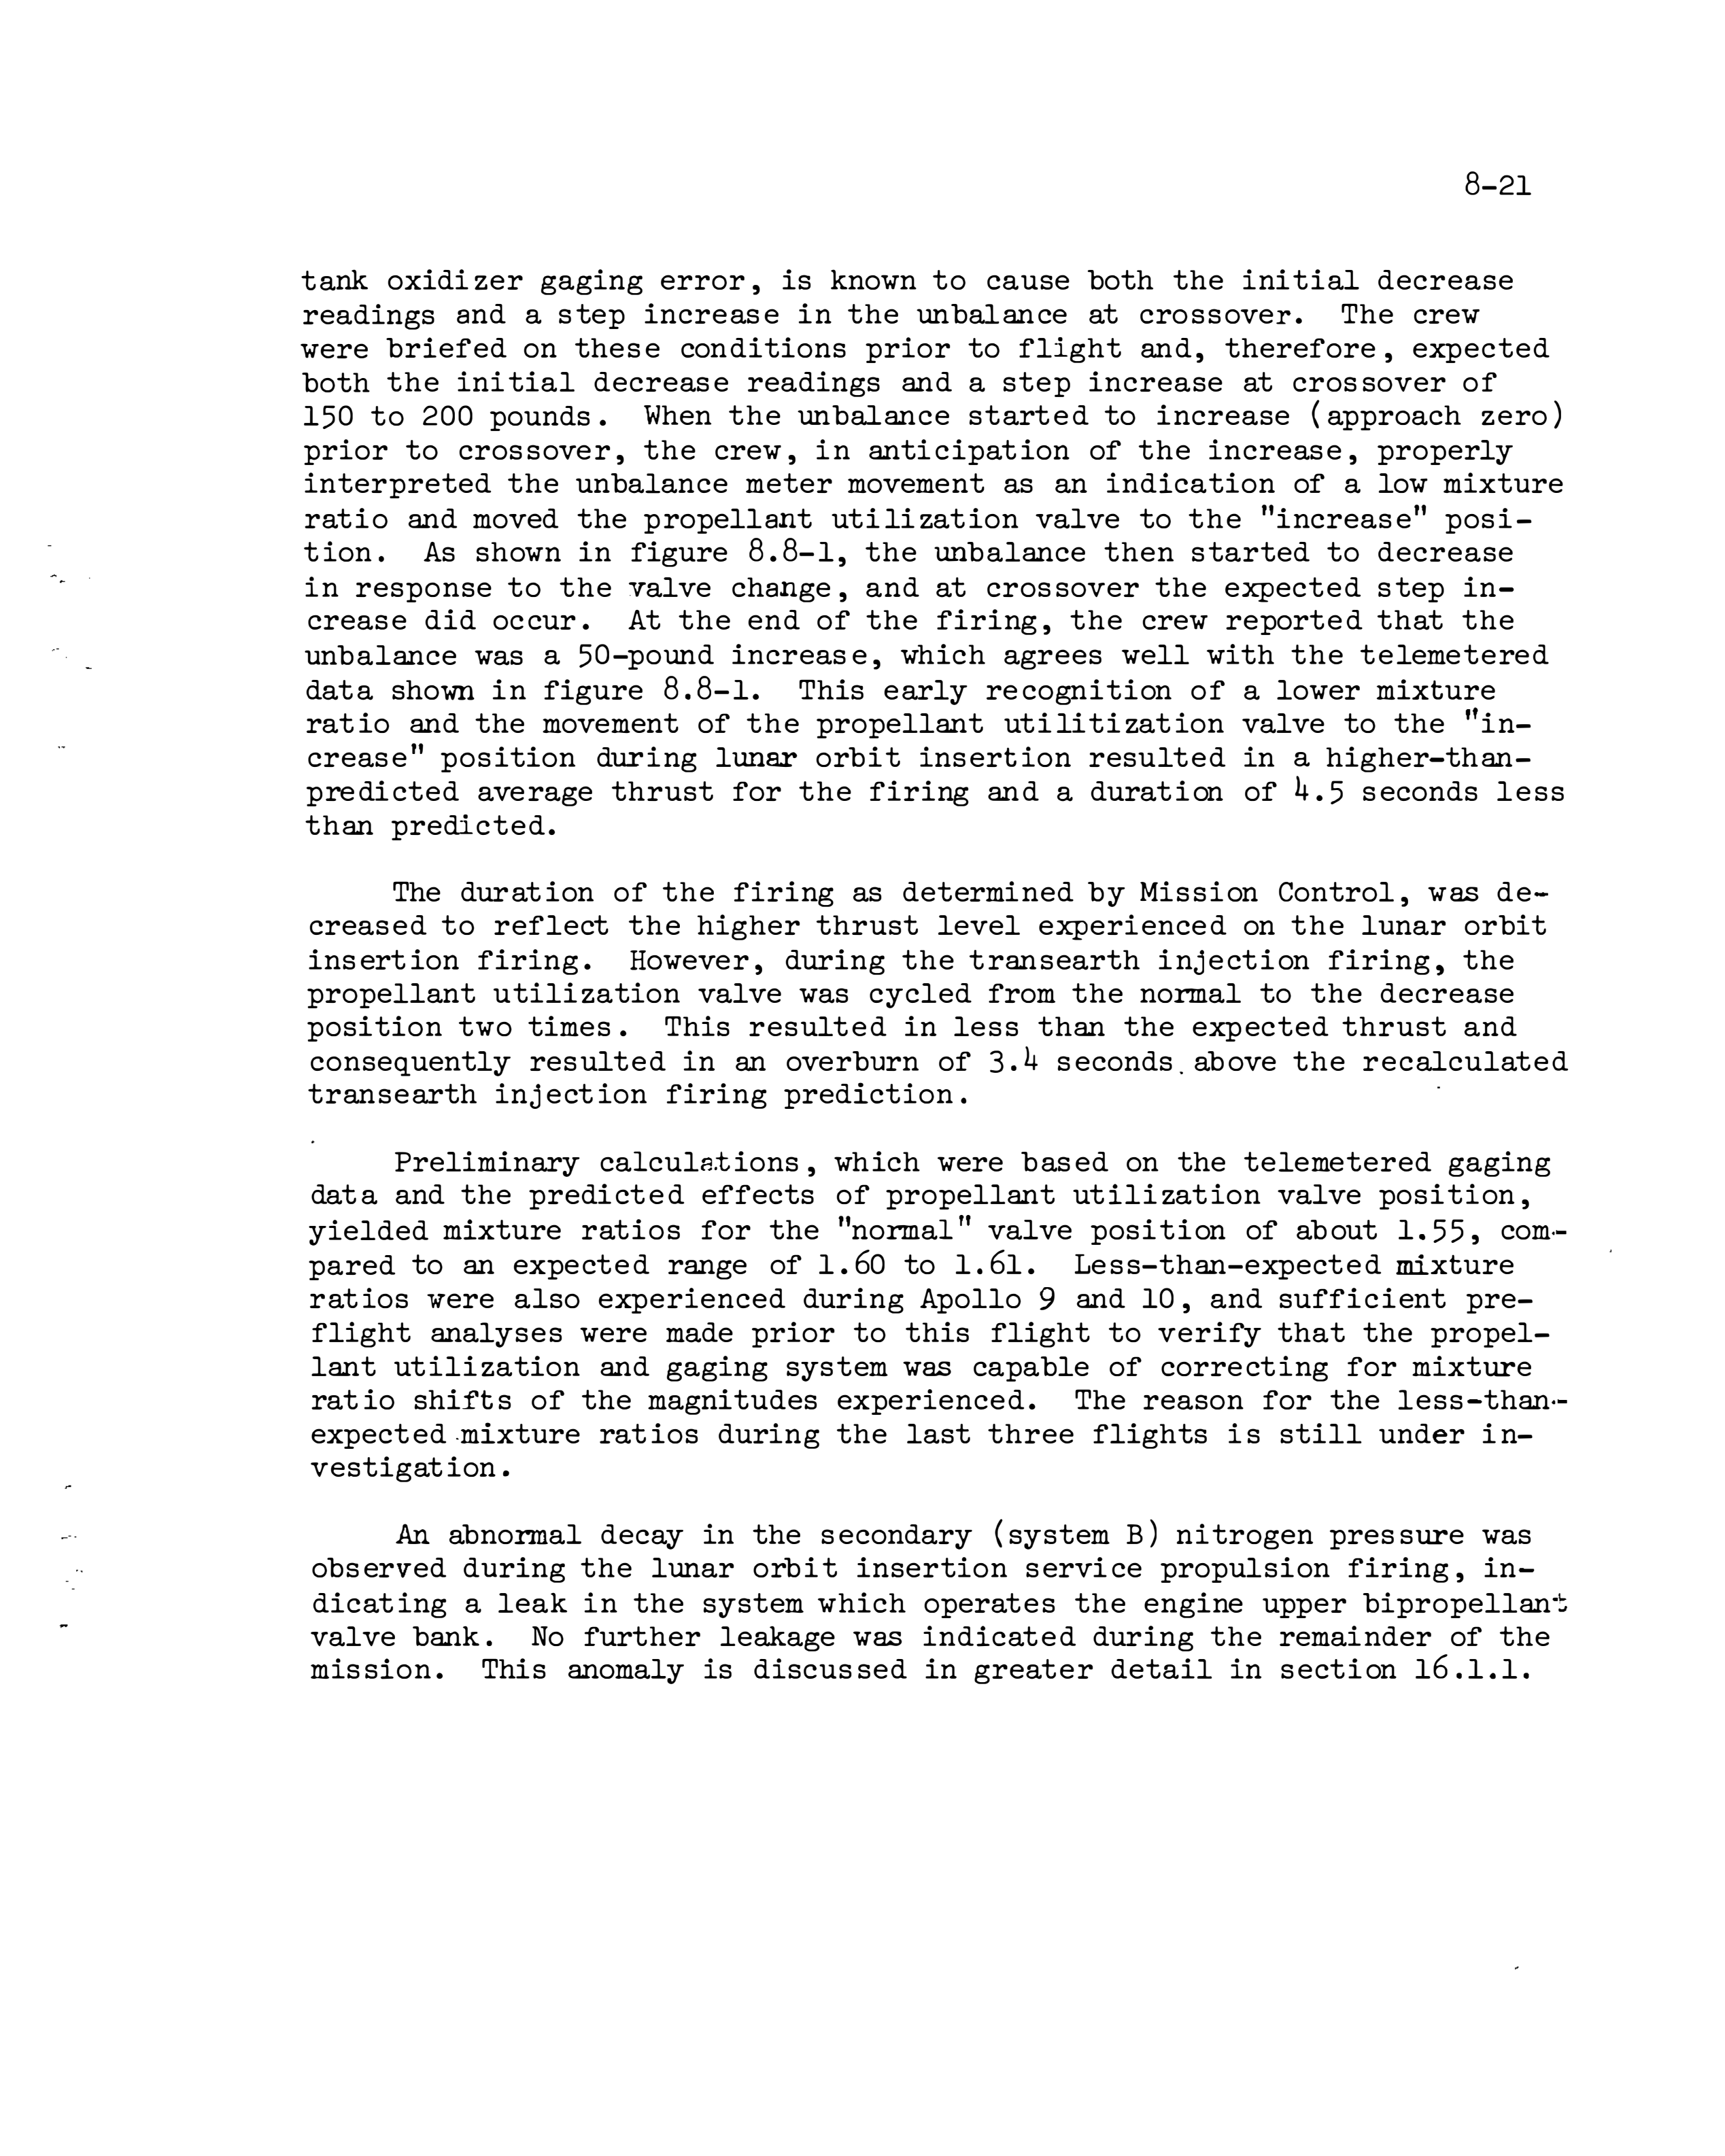 8-21
tank oxidizer gaging error, is known to cause both the initial decrease
readings and a step increase in the unbalance at crossover. The crew
were briefed on these conditions prior to flight and, therefore, expected
both the initial decrease readings and a step increase at crossover of
150 to 200 pounds. When the unbalance started to increase (approach zero)
prior to crossover, the crew, in anticipation of the increase, properly
interpreted the unbalance meter movement as an indication of a low mixture
ratio and moved the propellant utilization valve to the "increase" posi-
tion. As shown in figure 8.8-1, the unbalance then started to decrease
in response to the valve change, and at crossover the expected step in-
crease did occur. At the end of the firing, the crew reported that the
unbalance was a 50-pound increase, which agrees well with the telemetered
data shown in figure 8.8-1. This early recognition of a lower mixture
ratio and the movement of the propellant utilitization valve to the "in-
crease" position during lunar orbit insertion resulted in a higher-than-
predicted average thrust for the firing and a duration of 4.5 seconds less
than predicted.
The duration of the firing as determined by Mission Control, was de-
creased to reflect the higher thrust level experienced on the lunar orbit
insertion firing. However, during the transearth injection firing, the
propellant utilization valve was cycled from the normal to the decrease
position two times. This resulted in less than the expected thrust and
consequently resulted in an overburn of 3.4 seconds above the recalculated
transearth injection firing prediction.
Preliminary calculations, which were based on the telemetered gaging
data and the predicted effects of propellant utilization valve position,
yielded mixture ratios for the "normal" valve position of about 1.55, com-
pared to an expected range of 1.60 to 1.61. Less-than-expected mixture
ratios were also experienced during Apollo 9 and 10, and sufficient pre-
flight analyses were made prior to this flight to verify that the propel-
lant utilization and gaging system was capable of correcting for mixture
ratio shifts of the magnitudes experienced. The reason for the less-than-
expected mixture ratios during the last three flights is still under in-
vestigation.
An abnormal decay in the secondary (system B) nitrogen pressure was
observed during the lunar orbit insertion service propulsion firing, in-
dicating a leak in the system which operates the engine upper bipropellant
valve bank. No further leakage was indicated during the remainder of the
mission. This anomaly is discussed in greater detail in section 16.1.1.